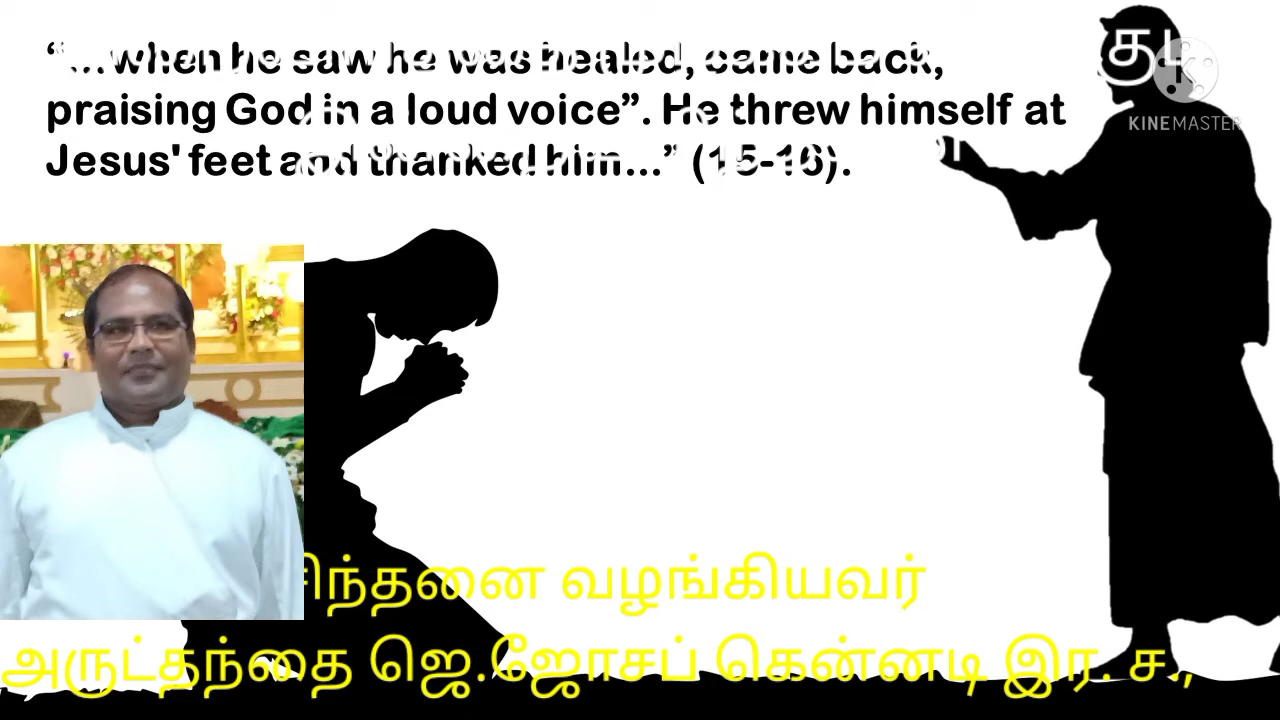 “...when he saw he was healed, came back,
praising God in a loud voice”. He threw himself at
Jesus' feet and thanked him...” (15-16).
KINEMASTER
சிந்தனை வழங்கியவர்
அருட்தந்தை ஜெ.ஜோசப் கென்னடி இர. ச.,